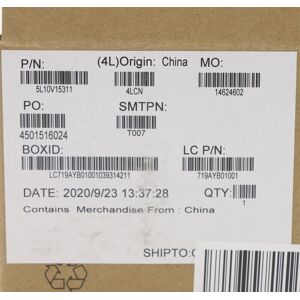 P/N: (4L)Origin: China MO:
5L10V15311 4LCN 14624602
PO: SMTPN:
4501516024 T007
BOXID: LC P/N:
LC719AYB01001039314211 719AYB01001
DATE: 2020/9/23 13:37:28 QTY:
1
Contains Merchandise From : China
SHIPTO: